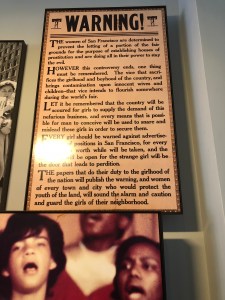 WARNING!
THE women of San Francisco are determined to
prevent the letting of a portion of the fair
grounds for the purpose of establishing houses of
prostitution and are doing all in their power to stay
the evil.
HOWEVER this controversy ends, one thing
must be remembered. The vice that sacri-
fices the girlhood and boyhood of the country, and
brings contamination upon innocent wives and
children—that vice intends to flourish somewhere
during the world's fair.
LET it be remembered that the country will be
scoured for girls to supply the demand of this
nefarious business, and every means that is possi-
ble for man to conceive will be used to snare and
mislead these girls in order to secure them.
EVERY girl should be warned against advertise-
positions in San Francisco, for every
worth while will be taken, and the
be open for the strange girl will be
the door that leads to perdition.
THE papers that do their duty to the girlhood of
the nation will publish the warning, and women
of every town and city who would protect the
youth of the land, will sound the alarm and caution
and guard the girls of their neighborhood.